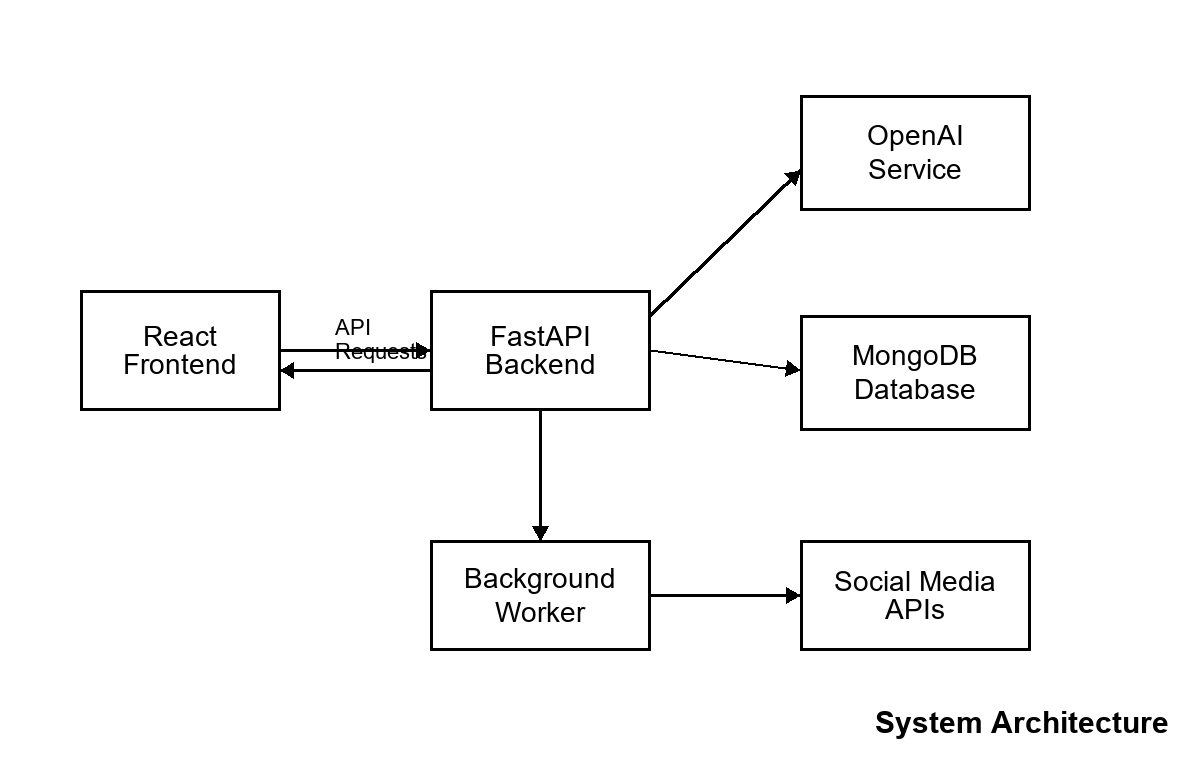 OpenAI
Service
React
Frontend
API
Requests
FastAPI
Backend
MongoDB
Database
Background
Worker
Social Media
APIs
System Architecture